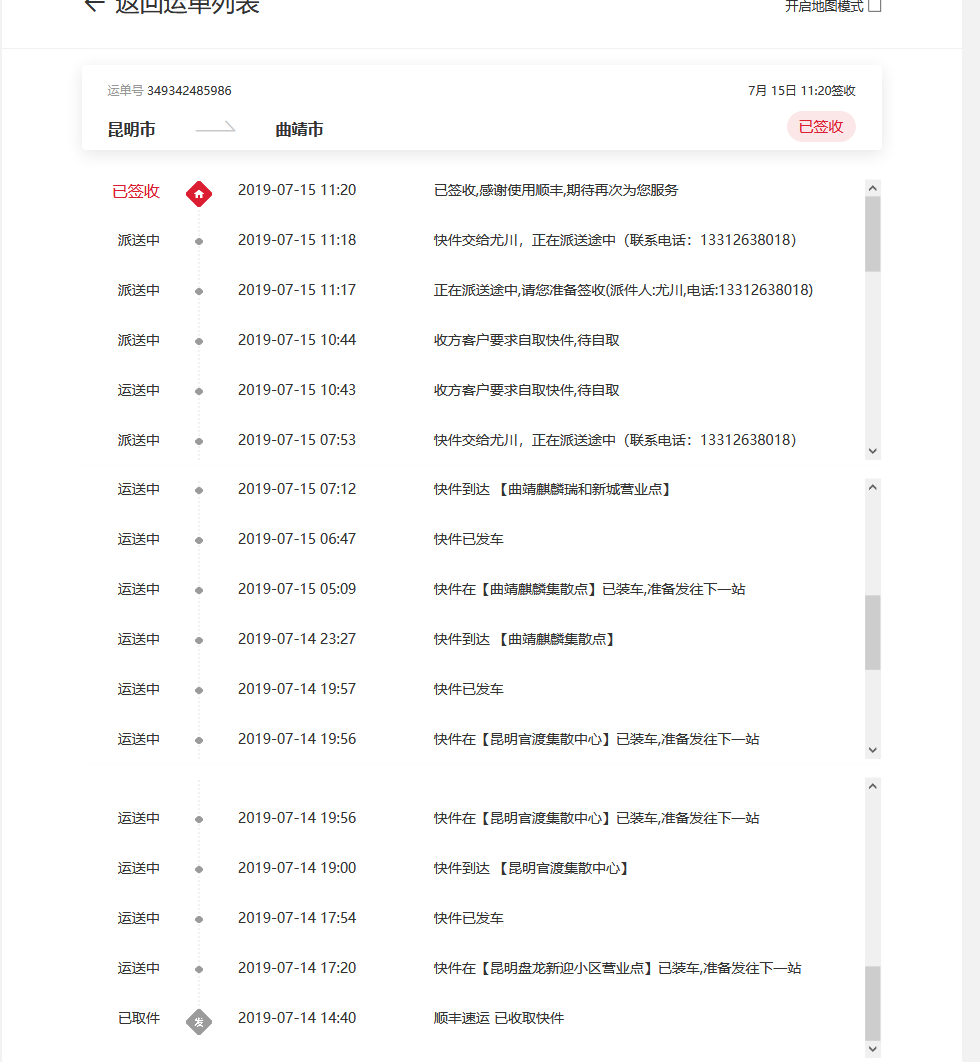 返回运单列表
开启地图模式
运单号 349342485986
7月 15日 11:20签收
昆明市 曲靖市
已签收
已签收 2019-07-15 11:20 已签收,感谢使用顺丰,期待再次为您服务
派送中 2019-07-15 11:18 快件交给尤川，正在派送途中（联系电话：13312638018）
派送中 2019-07-15 11:17 正在派送途中,请您准备签收(派件人:尤川,电话:13312638018)
派送中 2019-07-15 10:44 收方客户要求自取快件,待自取
运送中 2019-07-15 10:43 收方客户要求自取快件,待自取
派送中 2019-07-15 07:53 快件交给尤川，正在派送途中（联系电话：13312638018）
运送中 2019-07-15 07:12 快件到达 【曲靖麒麟瑞和新城营业点】
运送中 2019-07-15 06:47 快件已发车
运送中 2019-07-15 05:09 快件在【曲靖麒麟集散点】已装车,准备发往下一站
运送中 2019-07-14 23:27 快件到达 【曲靖麒麟集散点】
运送中 2019-07-14 19:57 快件已发车
运送中 2019-07-14 19:56 快件在【昆明官渡集散中心】已装车,准备发往下一站
运送中 2019-07-14 19:56 快件在【昆明官渡集散中心】已装车,准备发往下一站
运送中 2019-07-14 19:00 快件到达 【昆明官渡集散中心】
运送中 2019-07-14 17:54 快件已发车
运送中 2019-07-14 17:20 快件在【昆明盘龙新迎小区营业点】已装车,准备发往下一站
已取件 发 2019-07-14 14:40 顺丰速运 已收取快件